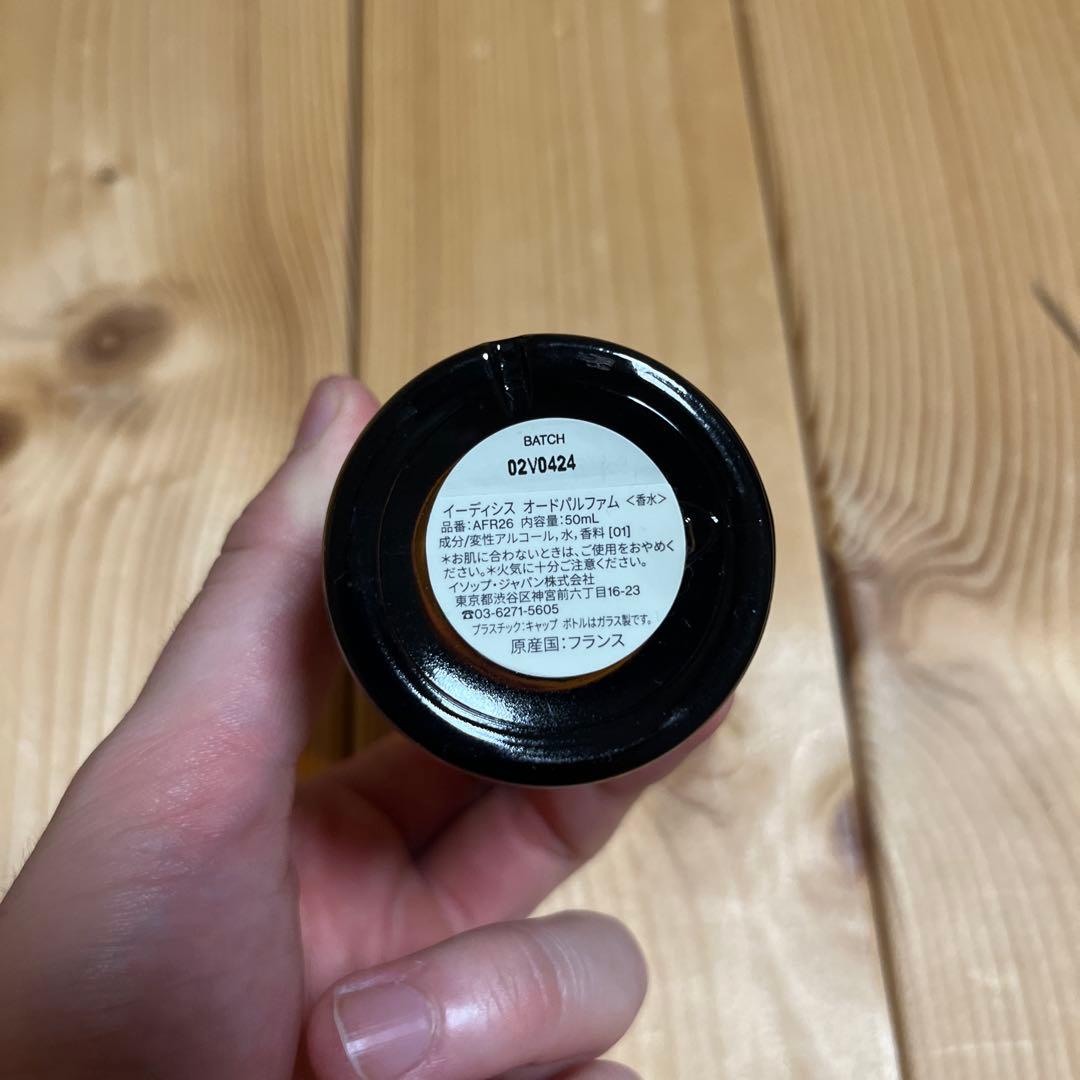 BATCH
02V0424
イーディシス オードパルファム <香水>
品番:AFR26 内容量:50mL
成分/変性アルコール,水,香料 [01]
*お肌に合わないときは、ご使用をおやめく
ださい。*火気に十分ご注意ください。
イソップ・ジャパン株式会社
東京都渋谷区神宮前六丁目16-23
☎03-6271-5605
プラスチック:キャップ ボトルはガラス製です。
原産国:フランス